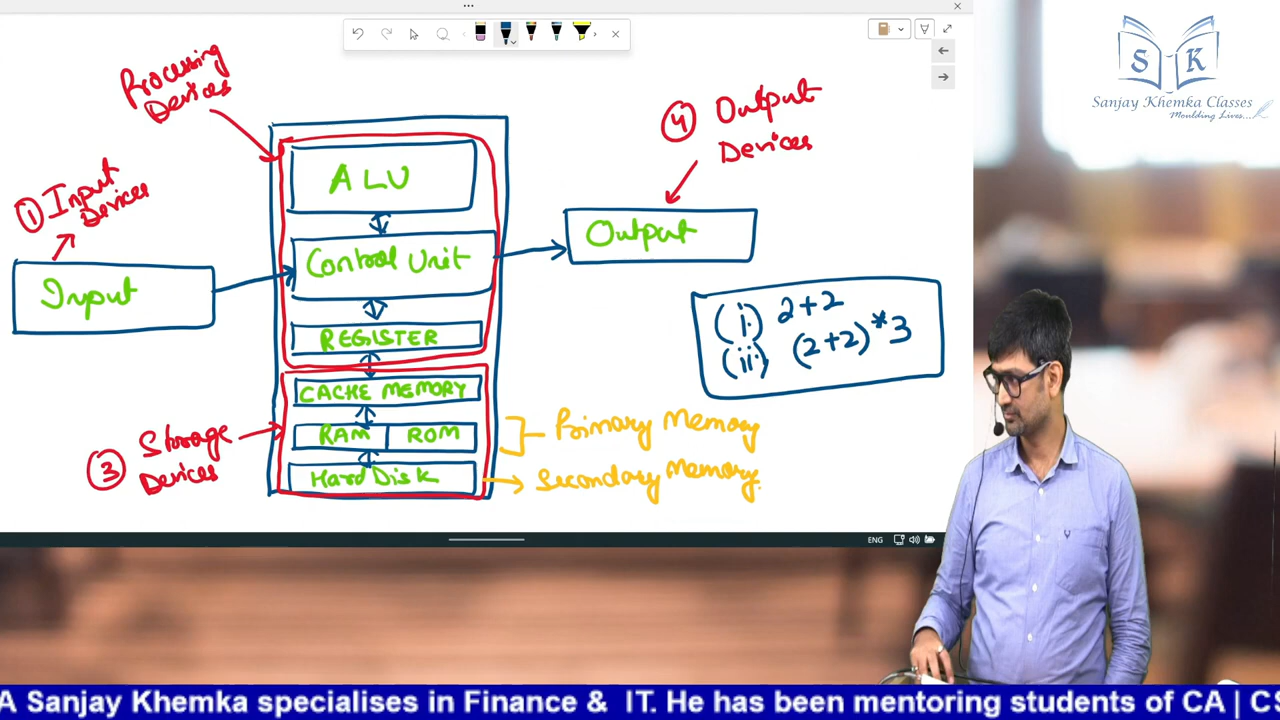 Processing
Devices
① Input
Devices
Input
ALU
Control Unit
REGISTER
CACHE MEMORY
RAM ROM
Hard Disk
③ Storage
Devices
④ Output
Devices
Output
(i) 2+2
(ii) (2+2)*3
Primary Memory
Secondary Memory.
ENG
S K
Sanjay Khemka Classes
Moulding Lives...
A Sanjay Khemka specialises in Finance & IT. He has been mentoring students of CA | CS